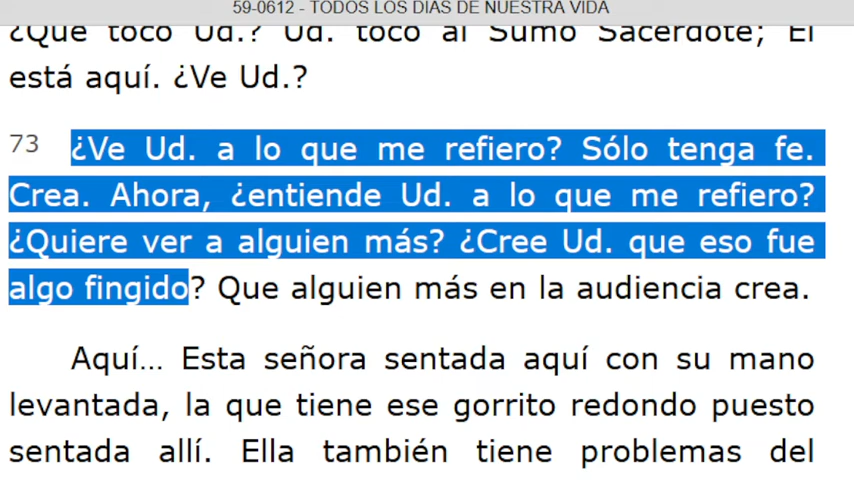 59-0612 - TODOS LOS DIAS DE NUESTRA VIDA
¿Qué tocó Ud.? Ud. tocó al Sumo Sacerdote; Él
está aquí. ¿Ve Ud.?
73 ¿Ve Ud. a lo que me refiero? Sólo tenga fe.
Crea. Ahora, ¿entiende Ud. a lo que me refiero?
¿Quiere ver a alguien más? ¿Cree Ud. que eso fue
algo fingido? Que alguien más en la audiencia crea.
Aquí... Esta señora sentada aquí con su mano
levantada, la que tiene ese gorrito redondo puesto
sentada allí. Ella también tiene problemas del